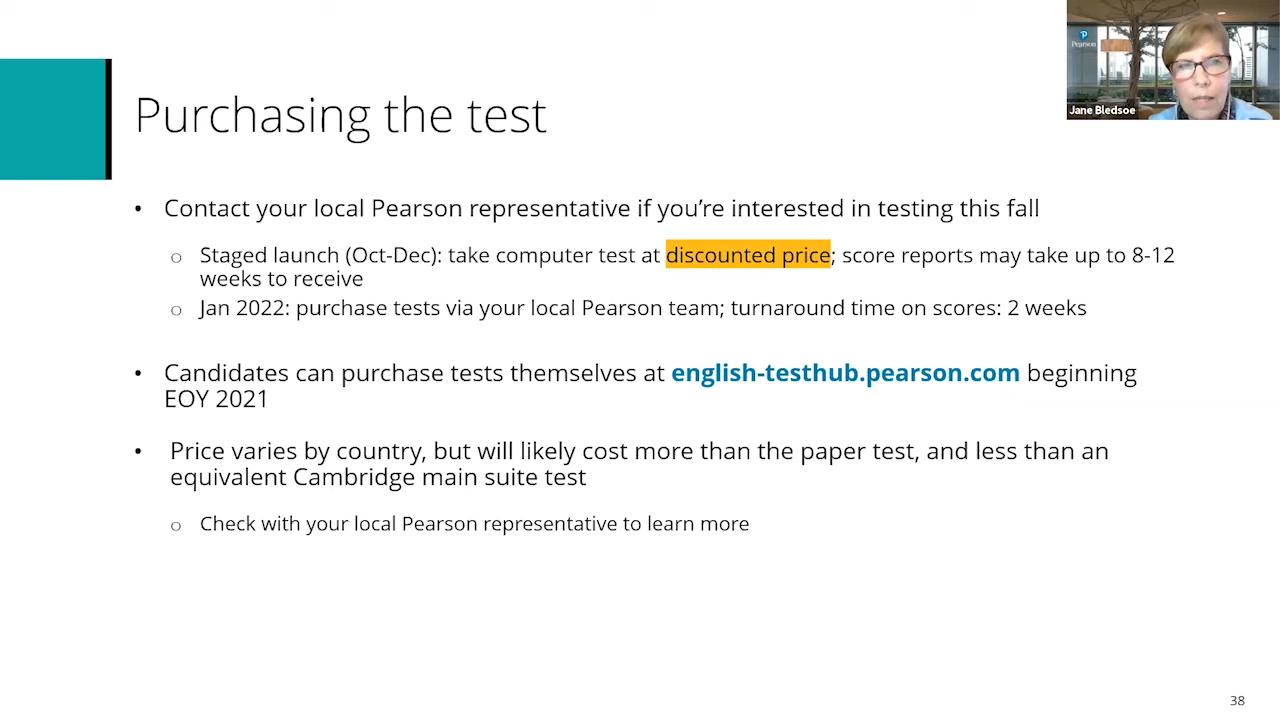 Pearson
Jane Bledsoe
Purchasing the test
• Contact your local Pearson representative if you’re interested in testing this fall
o Staged launch (Oct-Dec): take computer test at discounted price; score reports may take up to 8-12
weeks to receive
o Jan 2022: purchase tests via your local Pearson team; turnaround time on scores: 2 weeks
• Candidates can purchase tests themselves at english-testhub.pearson.com beginning
EOY 2021
• Price varies by country, but will likely cost more than the paper test, and less than an
equivalent Cambridge main suite test
o Check with your local Pearson representative to learn more
38